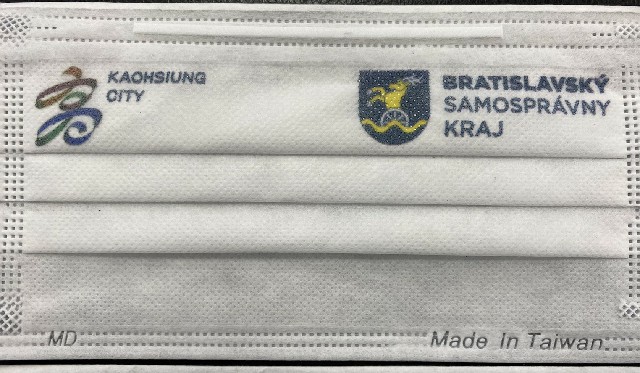 KAOHSIUNG
CITY
BRATISLAVSKÝ
SAMOSPRÁVNY
KRAJ
MD
Made In Taiwan